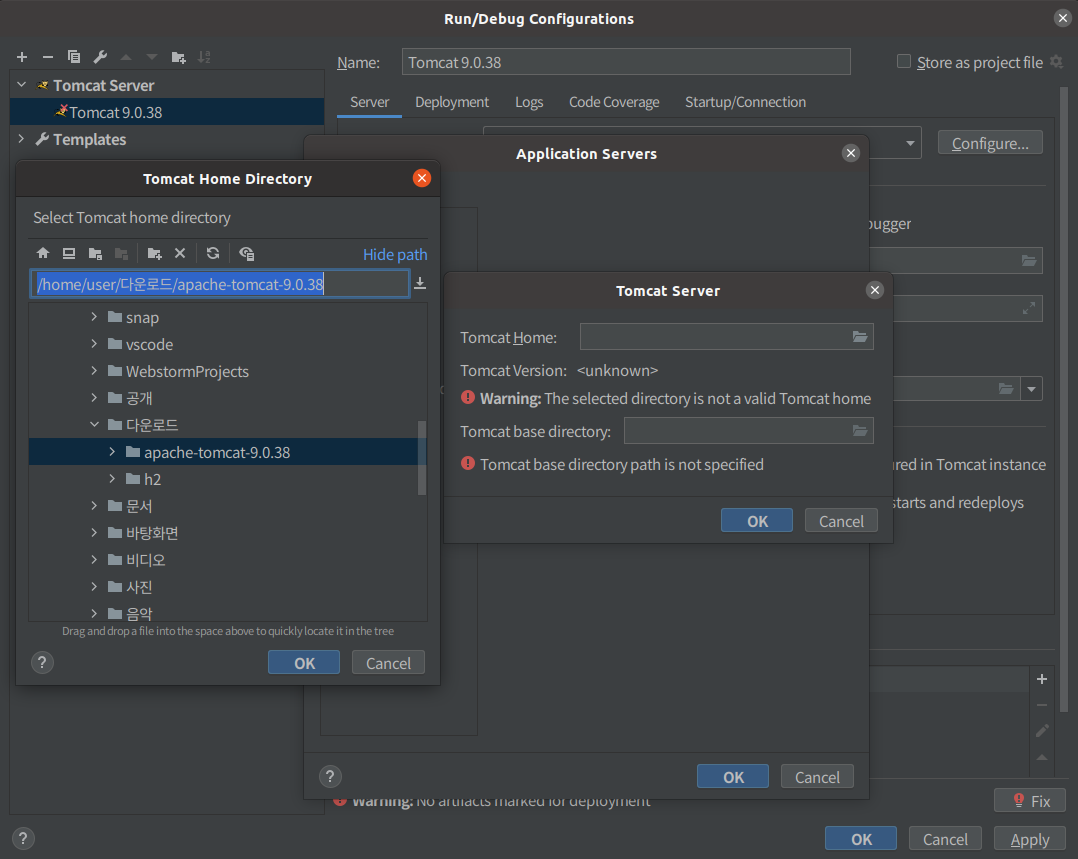 Run/Debug Configurations
Name: Tomcat 9.0.38
Store as project file
Tomcat Server
Tomcat 9.0.38
Templates
Server Deployment Logs Code Coverage Startup/Connection
Configure...
Application Servers
Tomcat Home Directory
Select Tomcat home directory
Hide path
/home/user/다운로드/apache-tomcat-9.0.38
snap
vscode
WebstormProjects
공개
다운로드
apache-tomcat-9.0.38
h2
문서
바탕화면
비디오
사진
음악
Drag and drop a file into the space above to quickly locate it in the tree
? OK Cancel
Tomcat Server
Tomcat Home:
Tomcat Version: <unknown>
Warning: The selected directory is not a valid Tomcat home
Tomcat base directory:
Tomcat base directory path is not specified
OK Cancel
ugger
red in Tomcat instance
starts and redeploys
? OK Cancel
Warning: No artifacts marked for deployment
Fix
? OK Cancel Apply